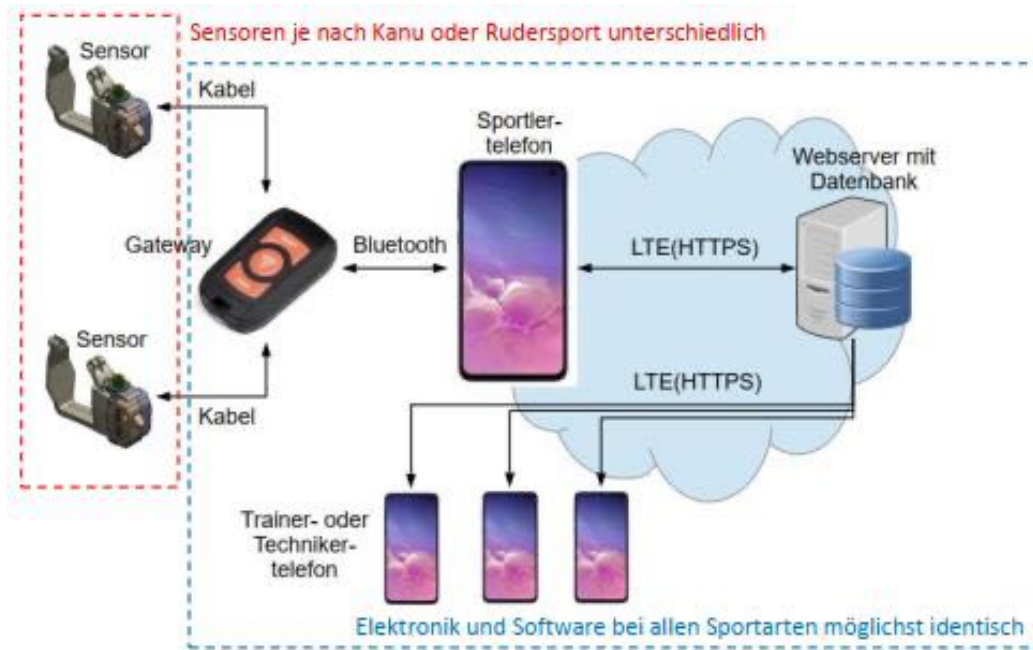 Sensoren je nach Kanu oder Rudersport unterschiedlich
Sensor
Kabel
Sportler-
telefon
Webserver mit
Datenbank
Gateway
Bluetooth
LTE(HTTPS)
Sensor
LTE(HTTPS)
Kabel
Trainer- oder
Techniker-
telefon
Elektronik und Software bei allen Sportarten möglichst identisch